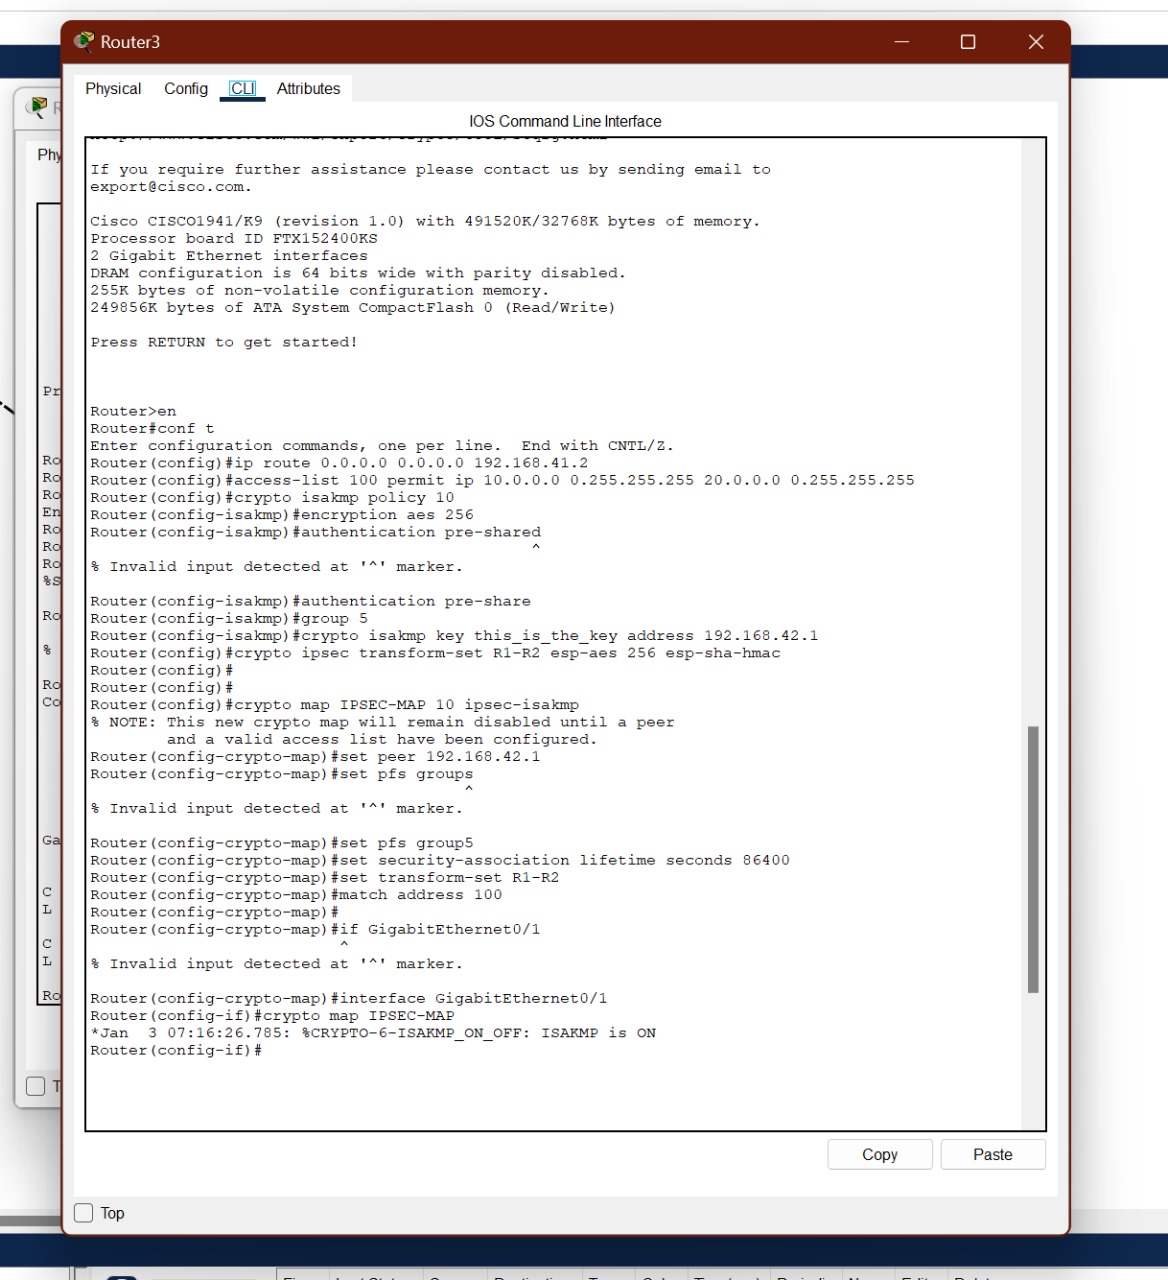 Router3
Physical Config CLI Attributes
IOS Command Line Interface
If you require further assistance please contact us by sending email to
export@cisco.com.
Cisco CISCO1941/K9 (revision 1.0) with 491520K/32768K bytes of memory.
Processor board ID FTX152400KS
2 Gigabit Ethernet interfaces
DRAM configuration is 64 bits wide with parity disabled.
255K bytes of non-volatile configuration memory.
249856K bytes of ATA System CompactFlash 0 (Read/Write)
Press RETURN to get started!
Router>en
Router#conf t
Enter configuration commands, one per line.  End with CNTL/Z.
Router(config)#ip route 0.0.0.0 0.0.0.0 192.168.41.2
Router(config)#access-list 100 permit ip 10.0.0.0 0.255.255.255 20.0.0.0 0.255.255.255
Router(config)#crypto isakmp policy 10
Router(config-isakmp)#encryption aes 256
Router(config-isakmp)#authentication pre-shared
^
% Invalid input detected at '^' marker.
Router(config-isakmp)#authentication pre-share
Router(config-isakmp)#group 5
Router(config-isakmp)#crypto isakmp key this_is_the_key address 192.168.42.1
Router(config)#crypto ipsec transform-set R1-R2 esp-aes 256 esp-sha-hmac
Router(config)#
Router(config)#
Router(config)#crypto map IPSEC-MAP 10 ipsec-isakmp
% NOTE: This new crypto map will remain disabled until a peer
and a valid access list have been configured.
Router(config-crypto-map)#set peer 192.168.42.1
Router(config-crypto-map)#set pfs groups
^
% Invalid input detected at '^' marker.
Router(config-crypto-map)#set pfs group5
Router(config-crypto-map)#set security-association lifetime seconds 86400
Router(config-crypto-map)#set transform-set R1-R2
Router(config-crypto-map)#match address 100
Router(config-crypto-map)#
Router(config-crypto-map)#if GigabitEthernet0/1
^
% Invalid input detected at '^' marker.
Router(config-crypto-map)#interface GigabitEthernet0/1
Router(config-if)#crypto map IPSEC-MAP
*Jan  3 07:16:26.785: %CRYPTO-6-ISAKMP_ON_OFF: ISAKMP is ON
Router(config-if)#
Copy Paste
Top